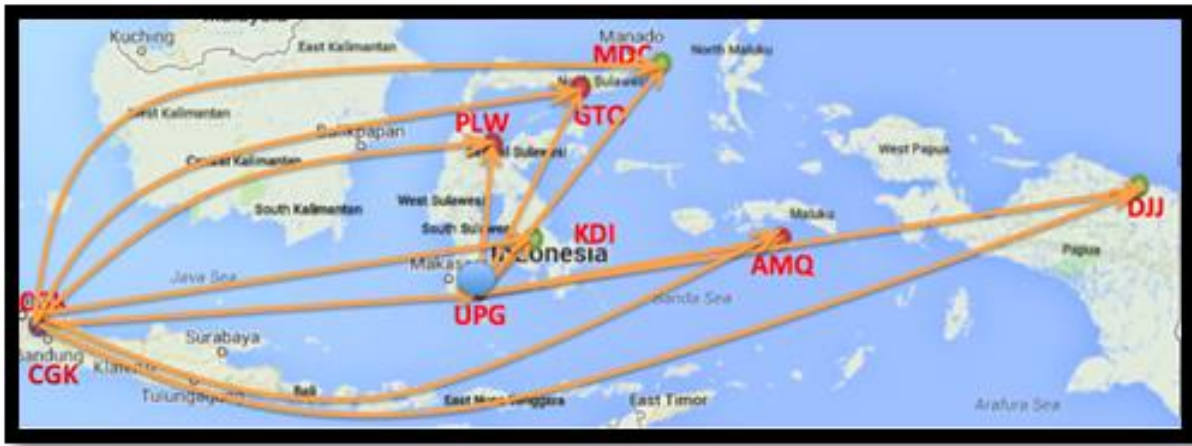 Kuching
Manado
East Kalimantan
MDC
North Maluku
North Sulawesi
West Kalimantan
GTO
PLW
Balikpapan
Central Sulawesi
West Papua
Central Kalimantan
West Sulawesi
DJJ
South Kalimantan
Maluku
South Sulawesi
KDI
Indonesia
Papua
Makassar
AMQ
Java Sea
Banda Sea
UPG
Surabaya
Bandung
CGK
Klaten
Tulungagung
Bali
East Nusa Tenggara
East Timor
Arafura Sea